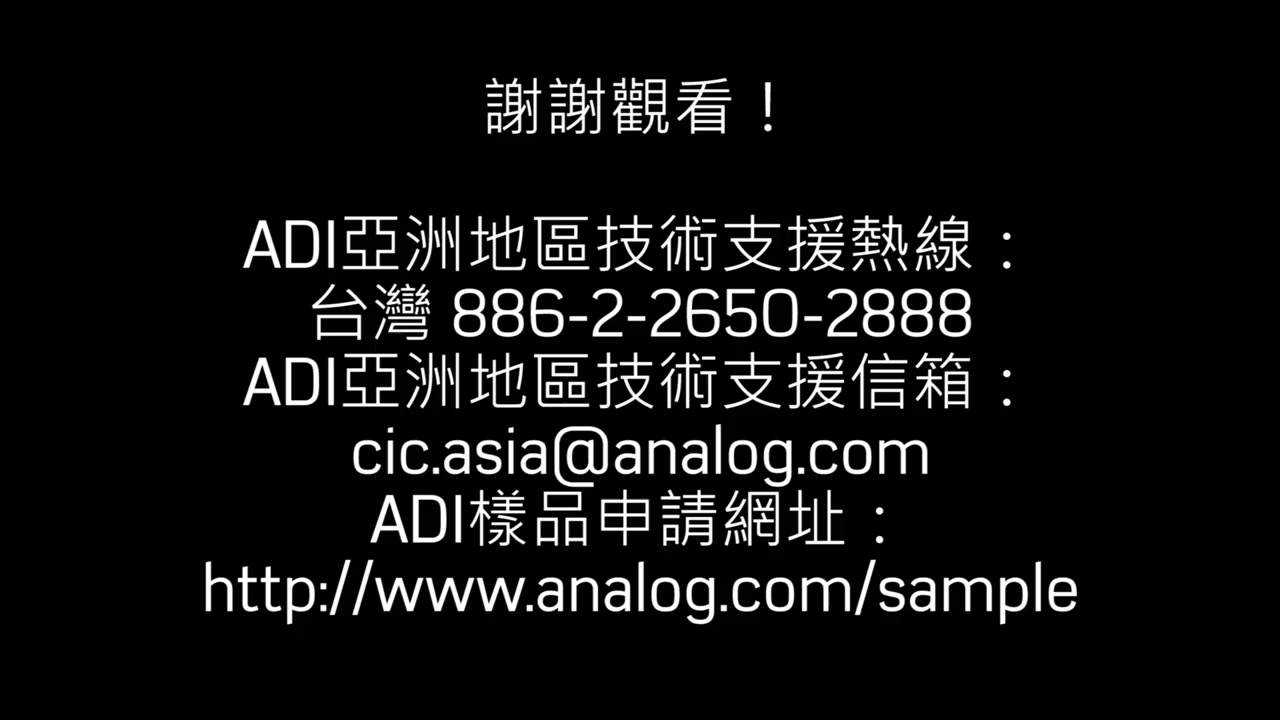 謝謝觀看！
ADI亞洲地區技術支援熱線：
台灣 886-2-2650-2888
ADI亞洲地區技術支援信箱：
cic.asia@analog.com
ADI樣品申請網址：
http://www.analog.com/sample